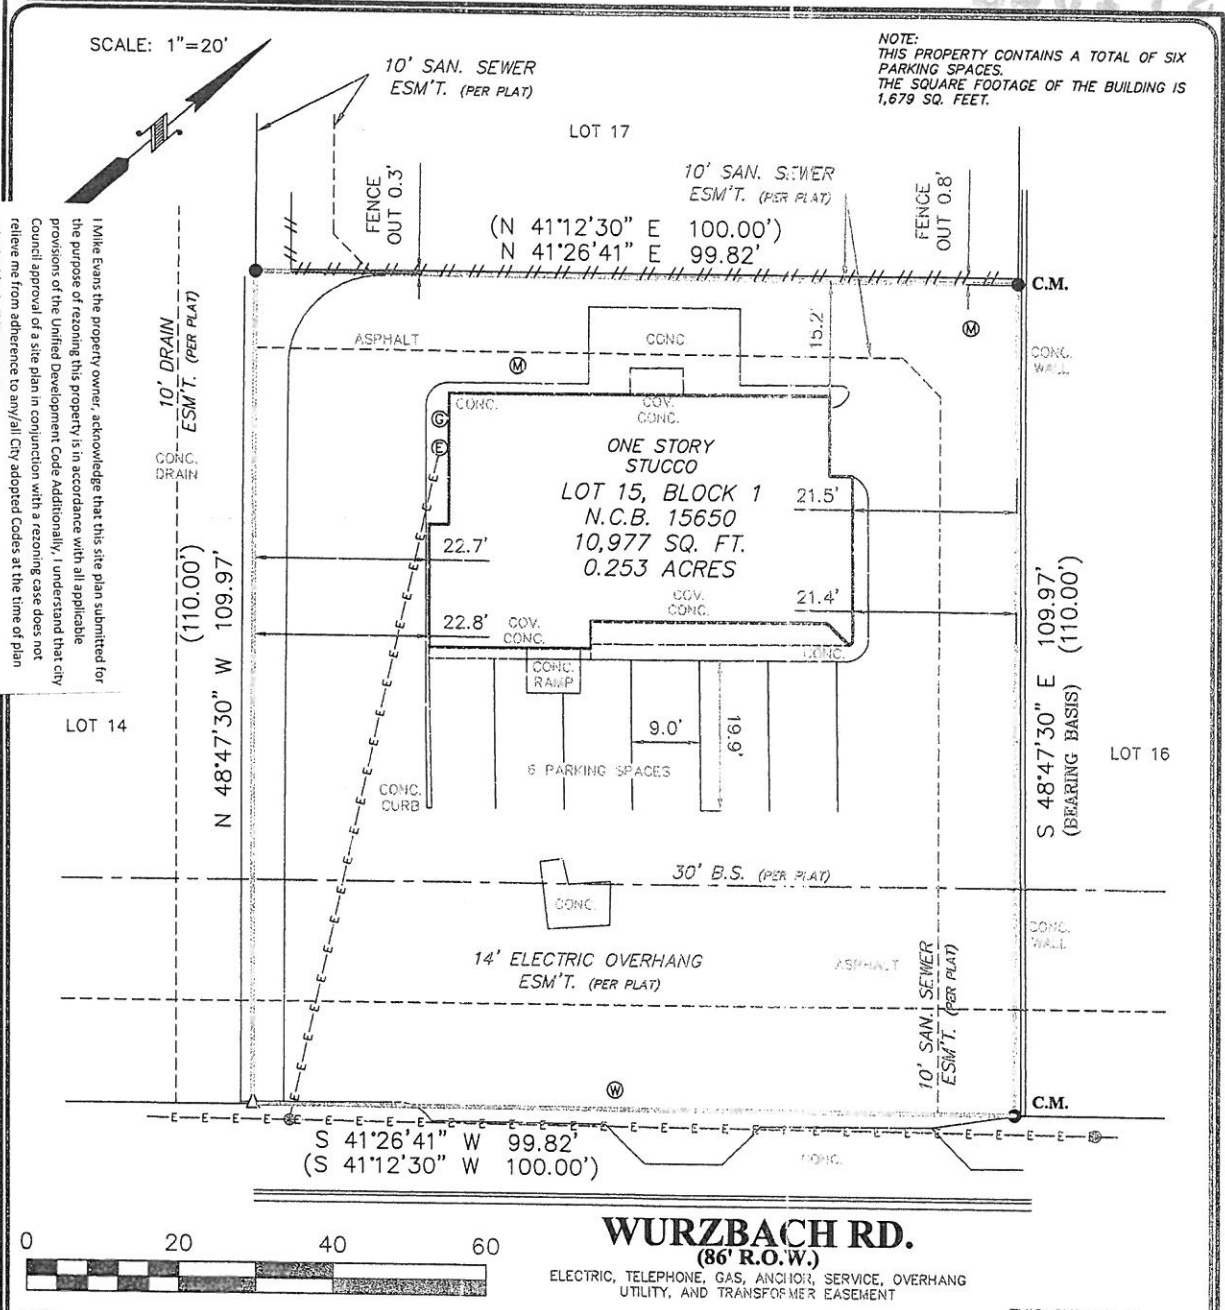 SCALE: 1"=20'
10' SAN. SEWER
ESM'T. (PER PLAT)
NOTE:
THIS PROPERTY CONTAINS A TOTAL OF SIX
PARKING SPACES.
THE SQUARE FOOTAGE OF THE BUILDING IS
1,679 SQ. FEET.
LOT 17
10' SAN. SEWER
ESM'T. (PER PLAT)
FENCE
OUT 0.3'
FENCE
OUT 0.8'
(N 41°12'30" E 100.00')
N 41°26'41" E 99.82'
C.M.
I Mike Evans the property owner, acknowledge that this site plan submitted for
the purpose of rezoning this property is in accordance with all applicable
provisions of the Unified Development Code Additionally, I understand that city
Council approval of a site plan in conjunction with a rezoning case does not
relieve me from adherence to any/all City adopted Codes at the time of plan
10' DRAIN
ESM'T. (PER PLAT)
ASPHALT
CONC.
15.2'
M
M
CONC.
WALL
CONC.
COV.
CONC.
G
E
CONC.
DRAIN
ONE STORY
STUCCO
LOT 15, BLOCK 1
N.C.B. 15650
10,977 SQ. FT.
0.253 ACRES
21.5'
22.7'
COV.
CONC.
21.4'
22.8'
COV.
CONC.
CONC.
CONC.
RAMP
(110.00')
N 48°47'30" W 109.97'
S 48°47'30" E 109.97'
(BEARING BASIS) (110.00')
LOT 14
LOT 16
9.0'
19.9'
6 PARKING SPACES
CONC.
CURB
30' B.S. (PER PLAT)
CONC.
CONC.
WALL
14' ELECTRIC OVERHANG
ESM'T. (PER PLAT)
ASPHALT
10' SAN. SEWER
ESM'T. (PER PLAT)
W
C.M.
E E E E E E E E E E E E
S 41°26'41" W 99.82'
(S 41°12'30" W 100.00')
CONC.
WURZBACH RD.
(86' R.O.W.)
ELECTRIC, TELEPHONE, GAS, ANCHOR, SERVICE, OVERHANG
UTILITY, AND TRANSFORMER EASEMENT
0 20 40 60